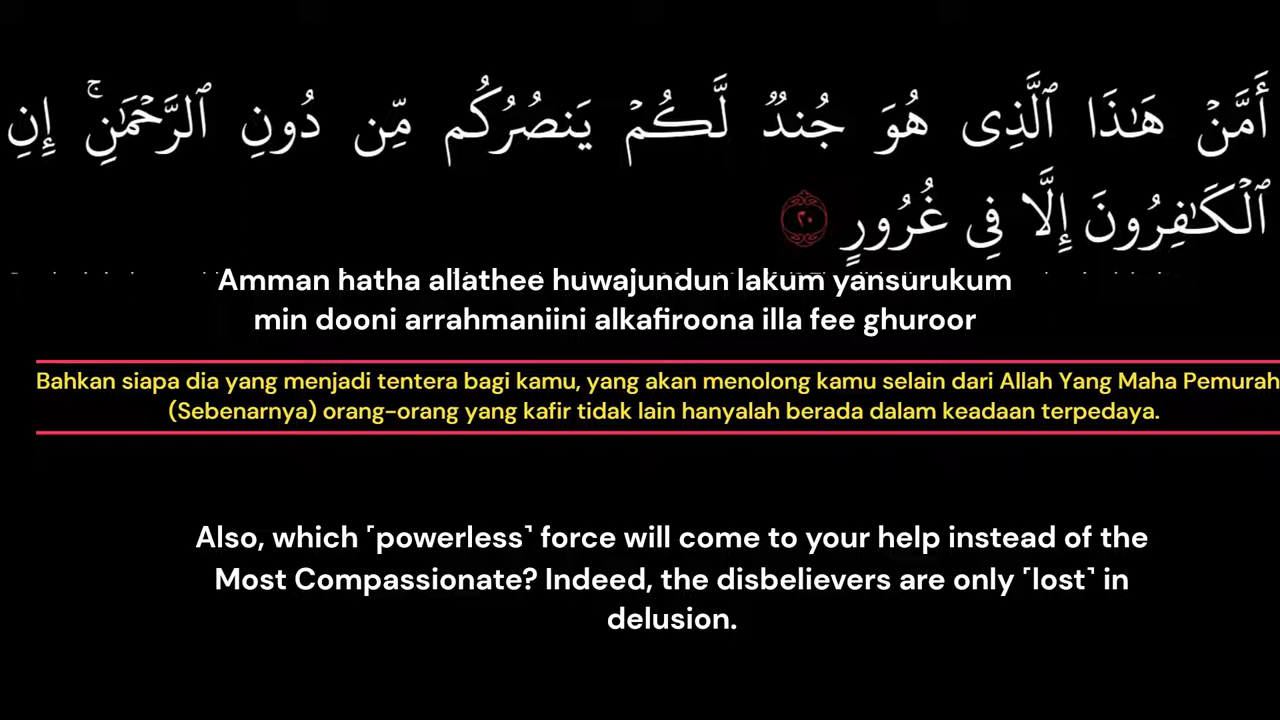 أَمَّنْ هَٰذَا ٱلَّذِى هُوَ جُندٌ لَّكُمْ يَنصُرُكُم مِّن دُونِ ٱلرَّحْمَٰنِ ۚ إِنِ
ٱلْكَٰفِرُونَ إِلَّا فِى غُرُورٍ ٢٠
Amman hatha allathee huwajundun lakum yansurukum
min dooni arrahmaniini alkafiroona illa fee ghuroor
Bahkan siapa dia yang menjadi tentera bagi kamu, yang akan menolong kamu selain dari Allah Yang Maha Pemurah
(Sebenarnya) orang-orang yang kafir tidak lain hanyalah berada dalam keadaan terpedaya.
Also, which ˹powerless˺ force will come to your help instead of the
Most Compassionate? Indeed, the disbelievers are only ˹lost˺ in
delusion.